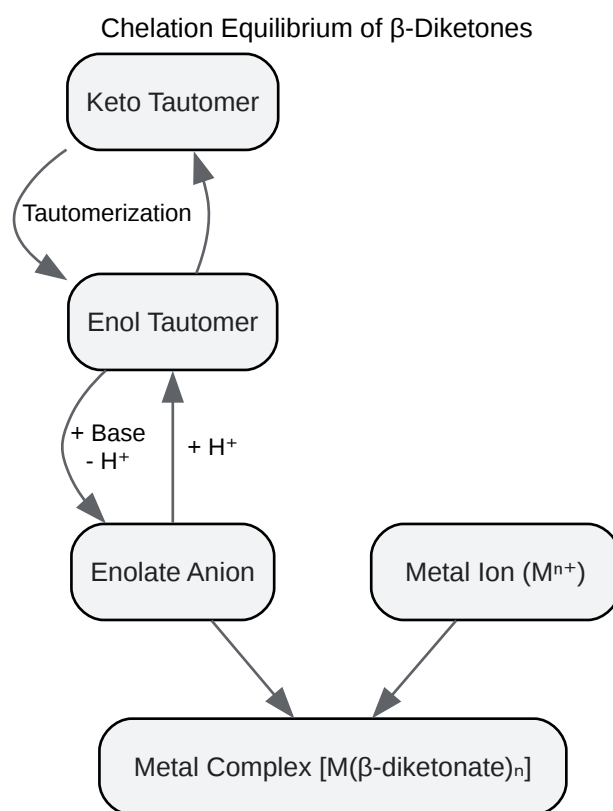 Chelation Equilibrium of β-Diketones
Keto Tautomer
Tautomerization
Enol Tautomer
+ Base
- H⁺
+ H⁺
Enolate Anion
Metal Ion (Mⁿ⁺)
Metal Complex [M(β-diketonate)ₙ]